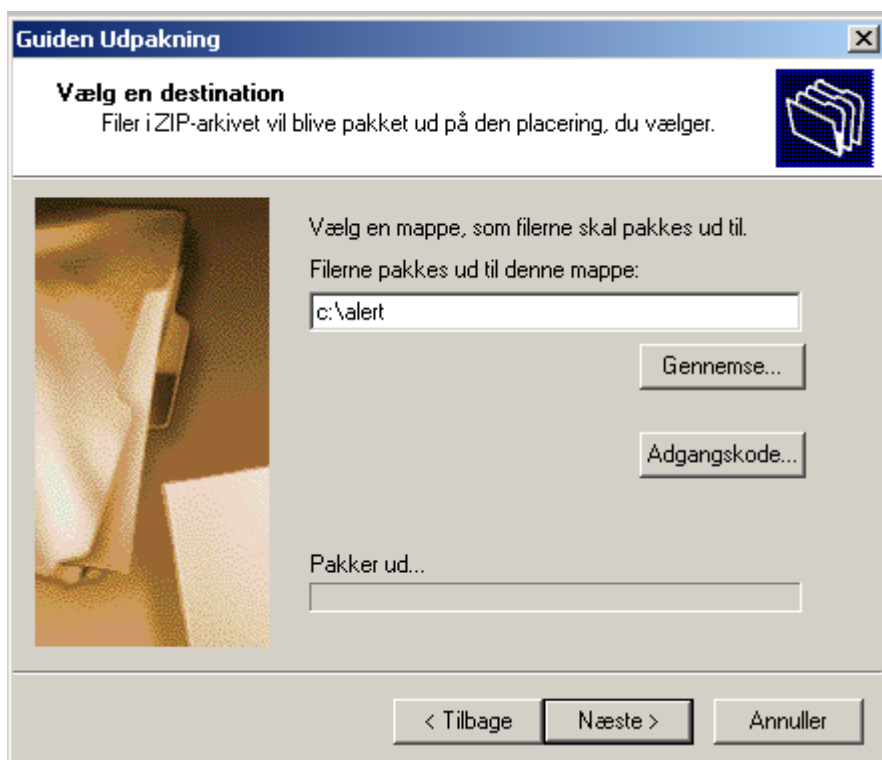 Guiden Udpakning
Vælg en destination
Filer i ZIP-arkivet vil blive pakket ud på den placering, du vælger.
Vælg en mappe, som filerne skal pakkes ud til.
Filerne pakkes ud til denne mappe:
c:\alert
Gennemse...
Adgangskode...
Pakker ud...
< Tilbage
Næste >
Annuller